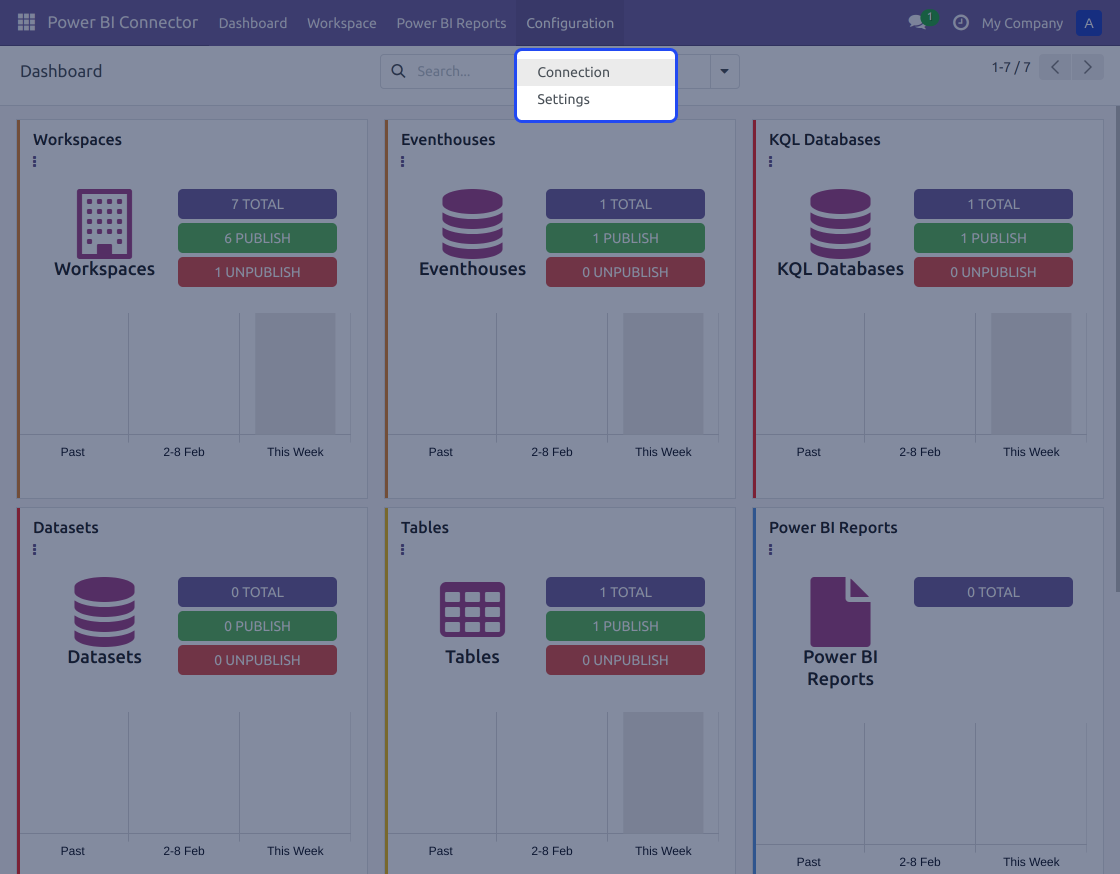 Power BI Connector Dashboard Workspace Power BI Reports Configuration 1 My Company A
Dashboard Search... 1-7 / 7
Connection
Settings
Workspaces
7 TOTAL
6 PUBLISH
1 UNPUBLISH
Workspaces
Past 2-8 Feb This Week
Eventhouses
1 TOTAL
1 PUBLISH
0 UNPUBLISH
Eventhouses
Past 2-8 Feb This Week
KQL Databases
1 TOTAL
1 PUBLISH
0 UNPUBLISH
KQL Databases
Past 2-8 Feb This Week
Datasets
0 TOTAL
0 PUBLISH
0 UNPUBLISH
Datasets
Past 2-8 Feb This Week
Tables
1 TOTAL
1 PUBLISH
0 UNPUBLISH
Tables
Past 2-8 Feb This Week
Power BI Reports
0 TOTAL
Power BI
Reports
Past 2-8 Feb This Week